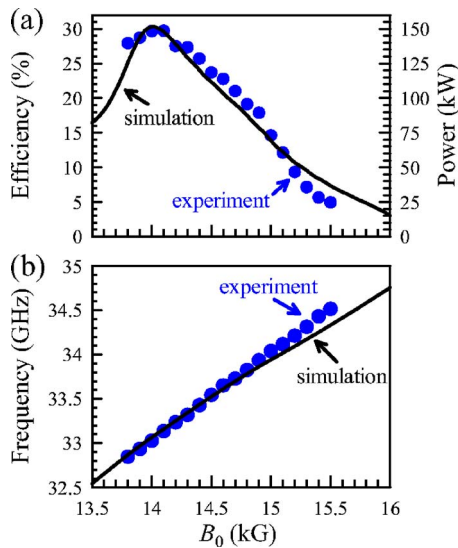 (a)
30
25
20
15
10
5
0
Efficiency (%)
150
125
100
75
50
25
0
Power (kW)
simulation
experiment
(b)
35
34.5
34
33.5
33
32.5
Frequency (GHz)
experiment
simulation
13.5 14 14.5 15 15.5 16
B0 (kG)